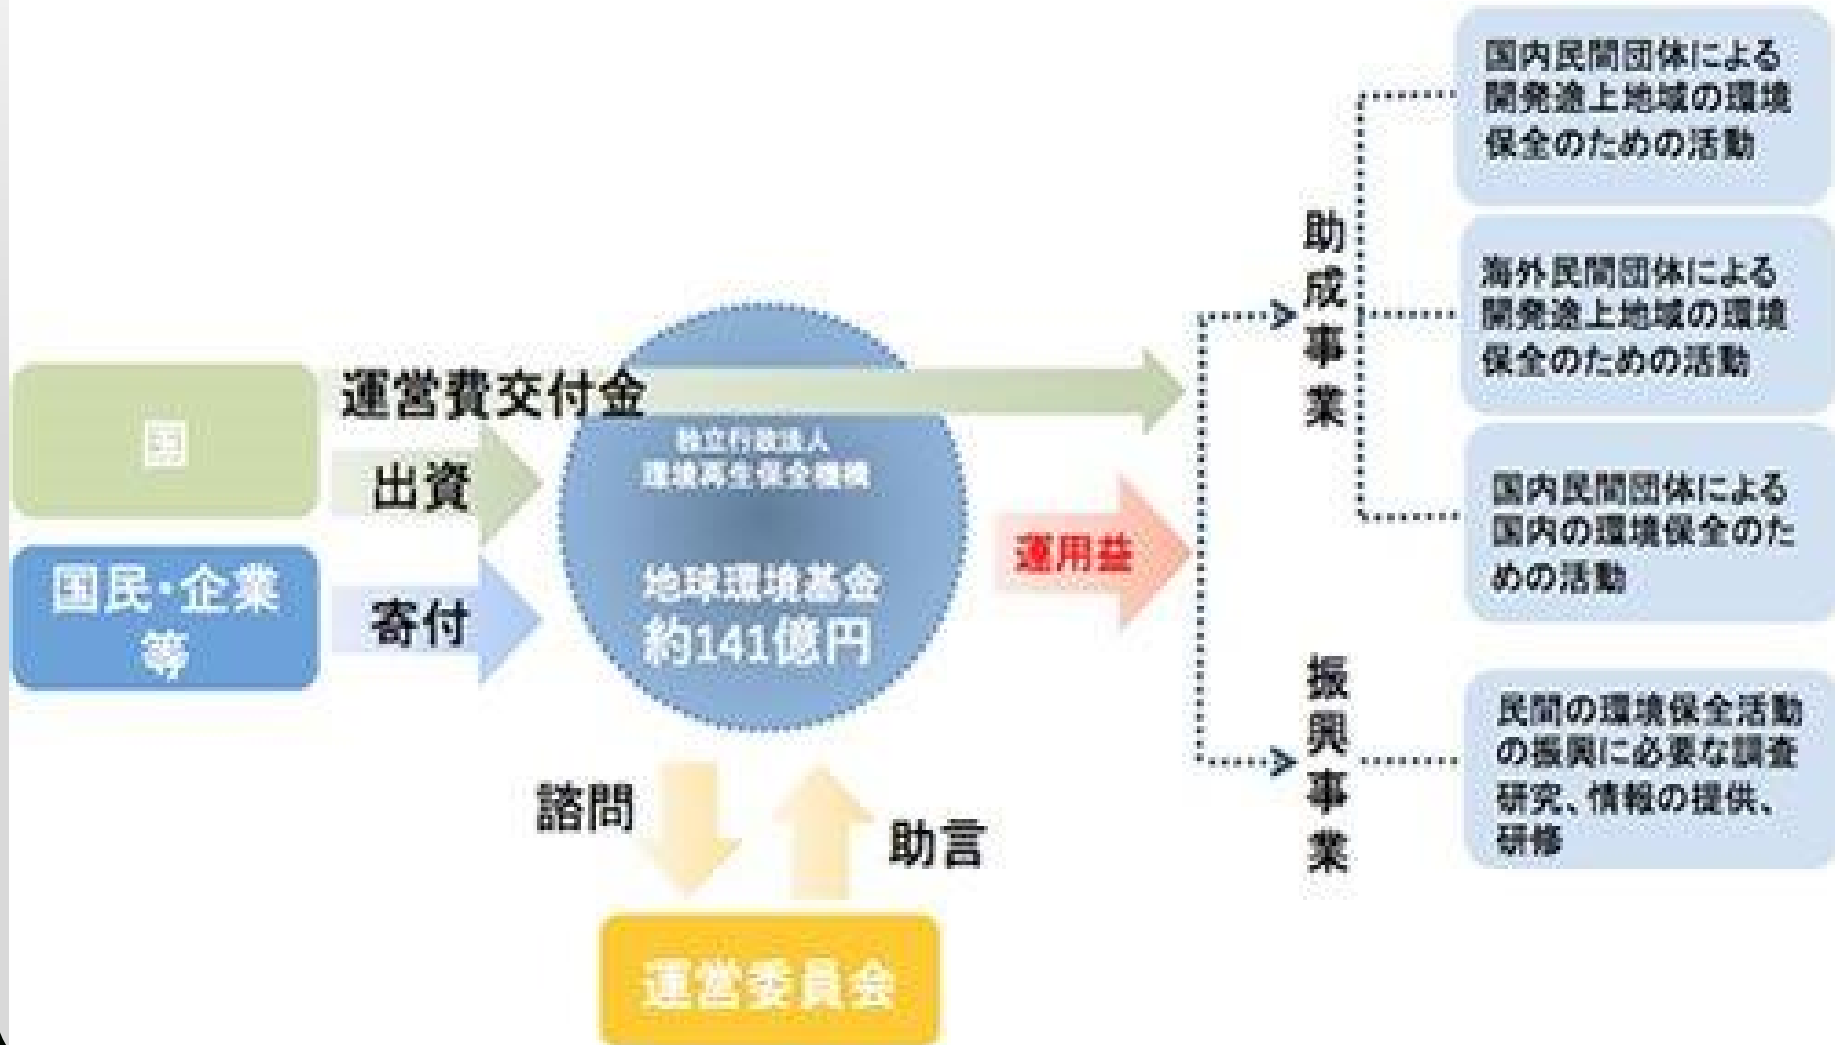 国
運営費交付金
出資
国民・企業
等
寄付
独立行政法人
環境再生保全機構
地球環境基金
約141億円
諮問
助言
運営委員会
運用益
助成事業
国内民間団体による
開発途上地域の環境
保全のための活動
海外民間団体による
開発途上地域の環境
保全のための活動
国内民間団体による
国内の環境保全のた
めの活動
振興事業
民間の環境保全活動
の振興に必要な調査
研究、情報の提供、
研修